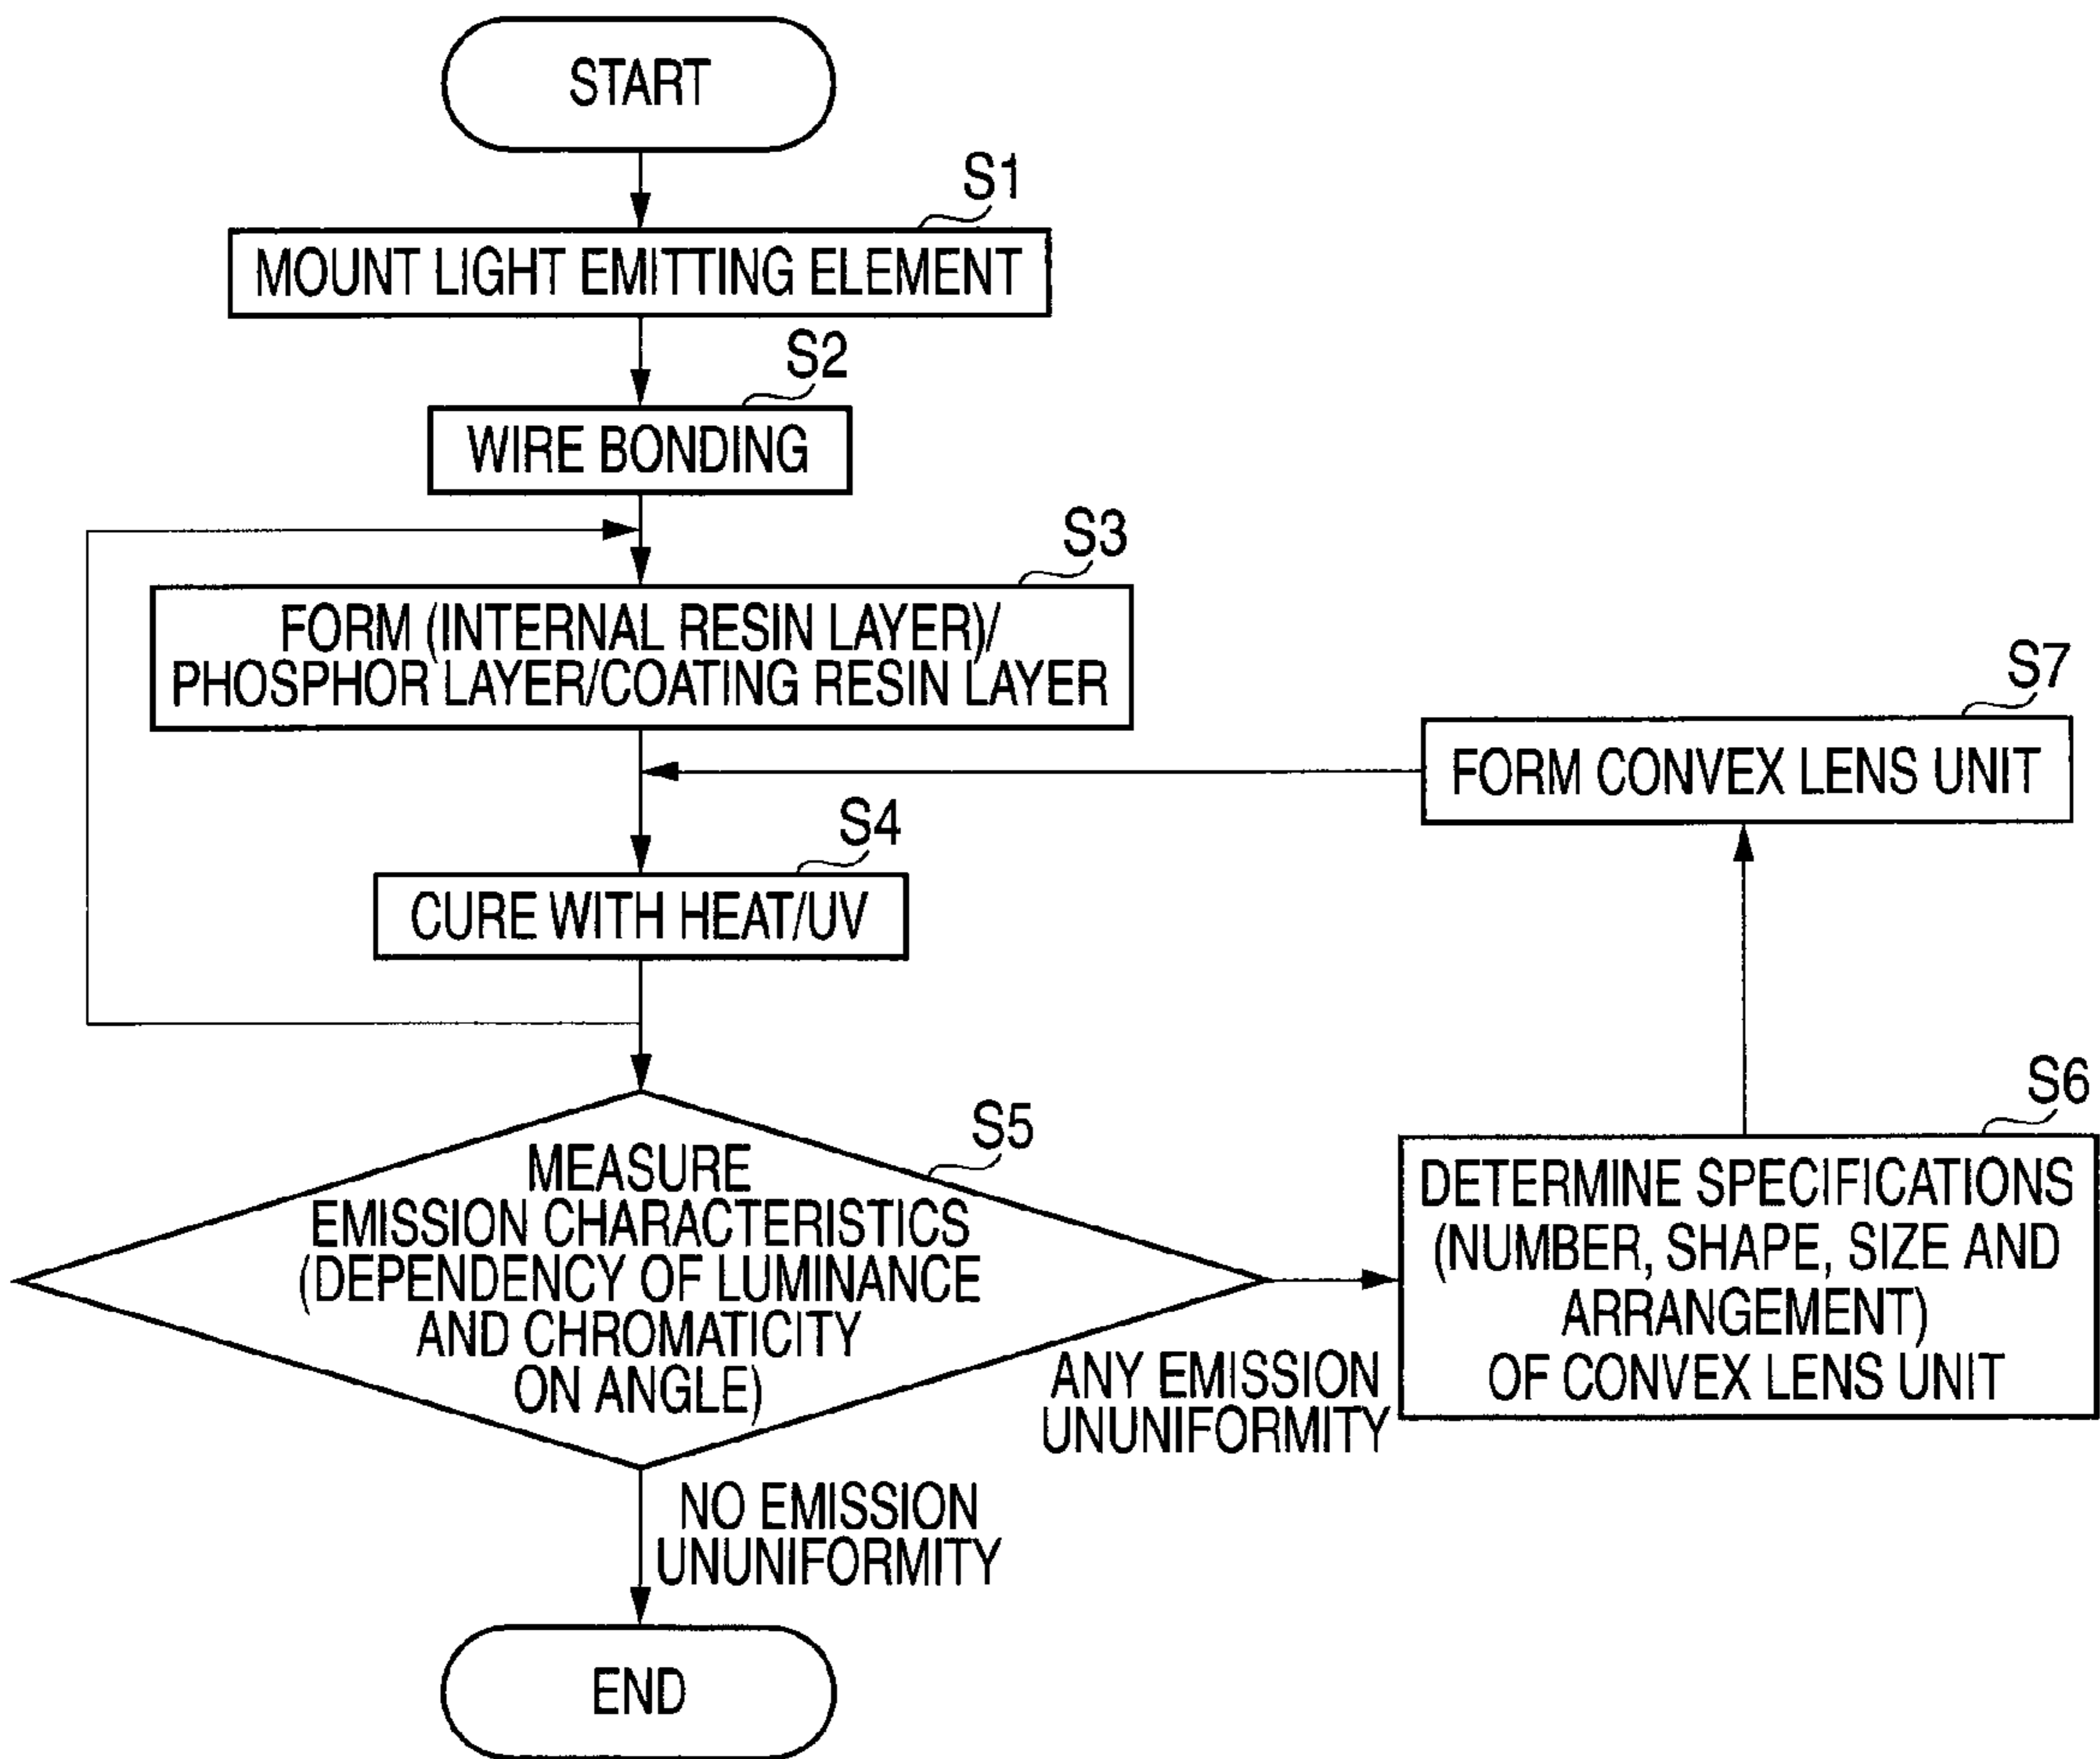 START
S1
MOUNT LIGHT EMITTING ELEMENT
S2
WIRE BONDING
S3
FORM (INTERNAL RESIN LAYER)/
PHOSPHOR LAYER/COATING RESIN LAYER
S7
FORM CONVEX LENS UNIT
S4
CURE WITH HEAT/UV
S5
MEASURE
EMISSION CHARACTERISTICS
(DEPENDENCY OF LUMINANCE
AND CHROMATICITY
ON ANGLE)
S6
DETERMINE SPECIFICATIONS
(NUMBER, SHAPE, SIZE AND
ARRANGEMENT)
OF CONVEX LENS UNIT
ANY EMISSION
UNUNIFORMITY
NO EMISSION
UNUNIFORMITY
END